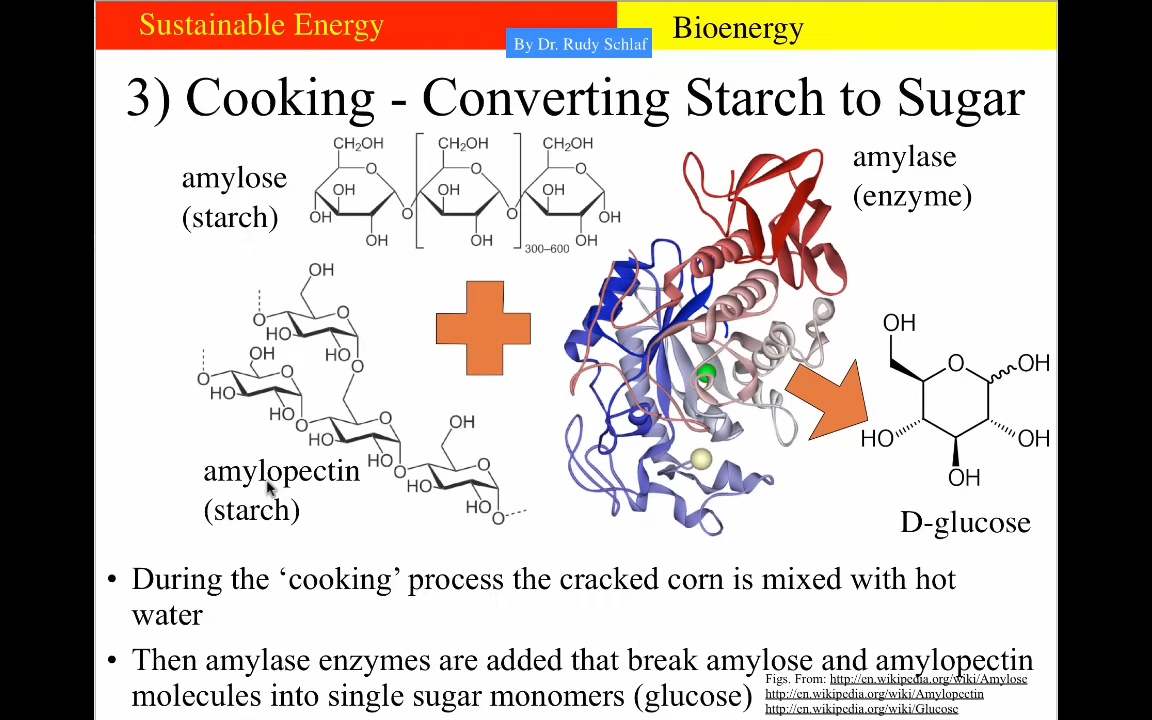 Sustainable Energy
Bioenergy
By Dr. Rudy Schlaf
3) Cooking - Converting Starch to Sugar
amylose
(starch)
CH₂OH CH₂OH CH₂OH
O O O
OH OH OH
OH O O OH
OH OH OH
300–600
amylase
(enzyme)
OH
O
HO
HO
OH O
O O
HO
HO
O
O
HO
HO
O
OH
O
HO
HO
O
amylopectin
(starch)
OH
O OH
HO OH
OH
D-glucose
• During the ‘cooking’ process the cracked corn is mixed with hot
water
• Then amylase enzymes are added that break amylose and amylopectin
molecules into single sugar monomers (glucose)
Figs. From: http://en.wikipedia.org/wiki/Amylose
http://en.wikipedia.org/wiki/Amylopectin
http://en.wikipedia.org/wiki/Glucose